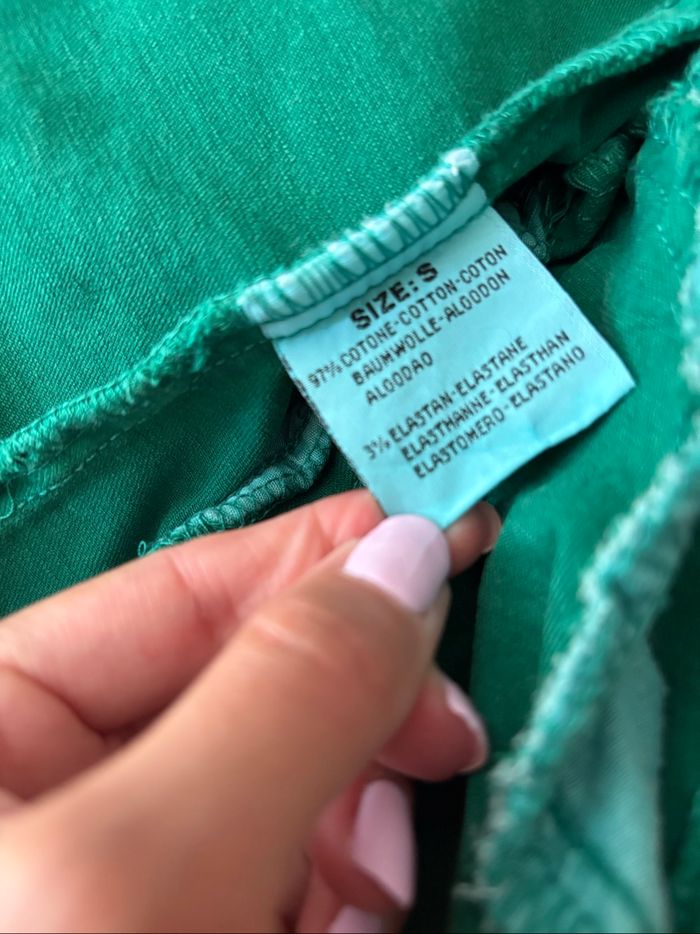 SIZE: S
97% COTONE-COTTON-COTON
BAUMWOLLE-ALGODON
ALGODAO
3% ELASTAN-ELASTANE
ELASTHANNE-ELASTHAN
ELASTOMERO-ELASTANO